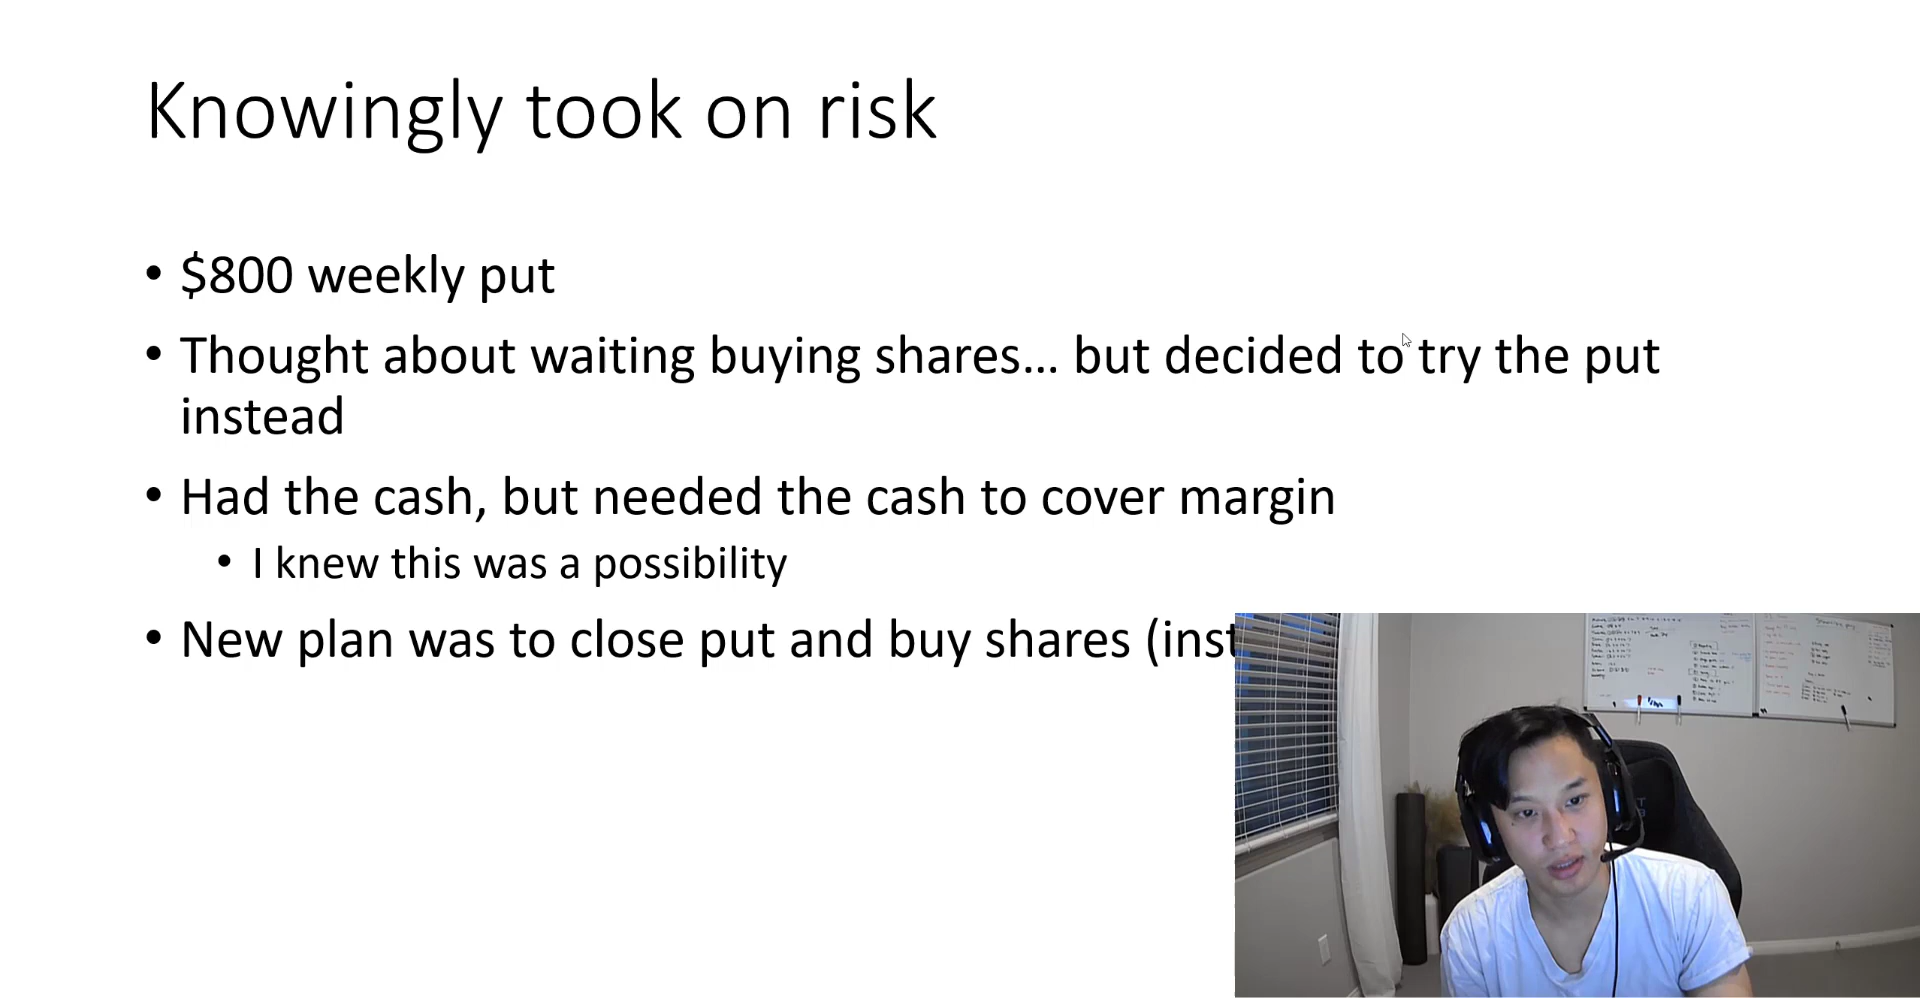 Knowingly took on risk
• $800 weekly put
• Thought about waiting buying shares... but decided to try the put
instead
• Had the cash, but needed the cash to cover margin
• I knew this was a possibility
• New plan was to close put and buy shares (inst